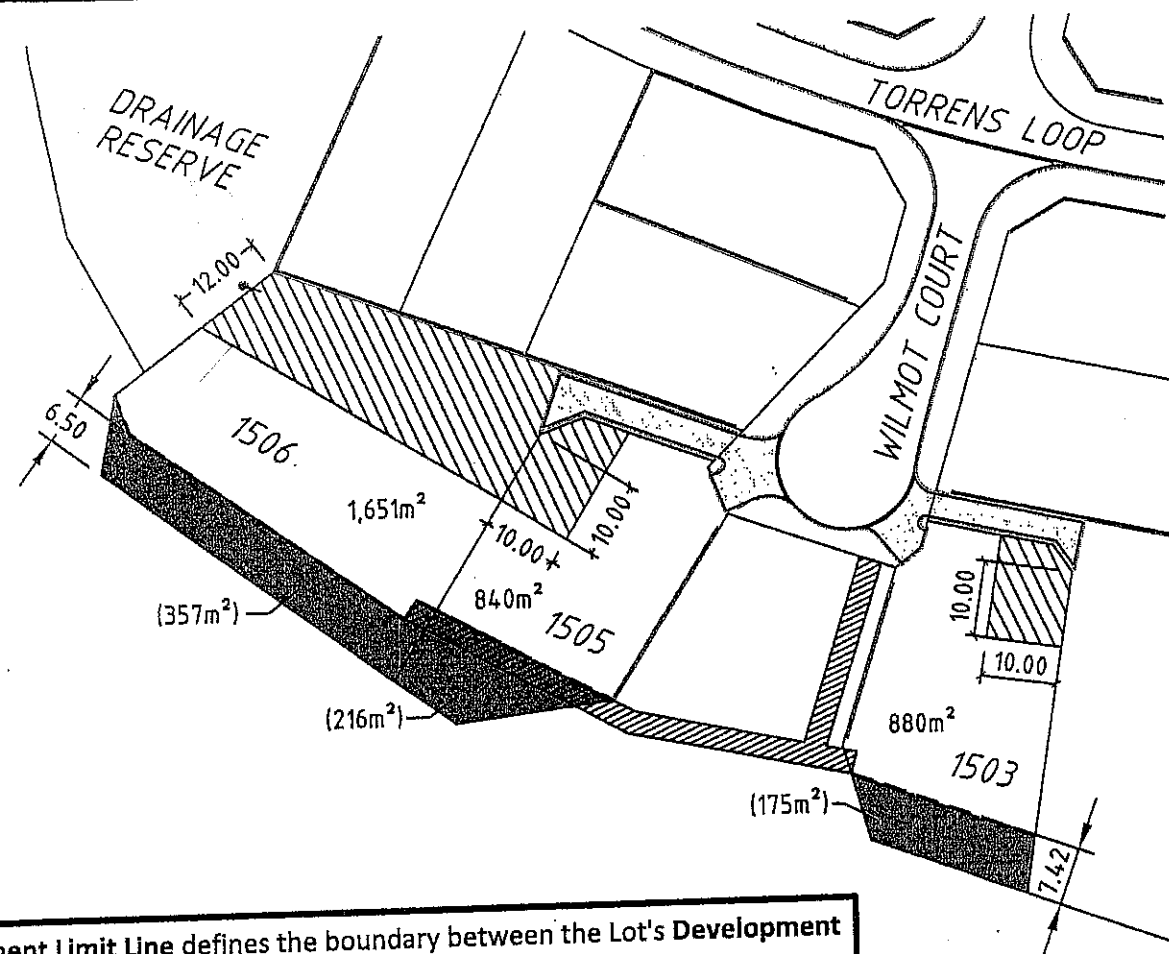 DRAINAGE
RESERVE
TORRENS LOOP
WILMOT COURT
12.00
6.50
1506
1,651m²
10.00
10.00
840m²
1505
(357m²)
(216m²)
10.00
10.00
880m²
1503
(175m²)
7.42
ent Limit Line defines the boundary between the Lot's Development